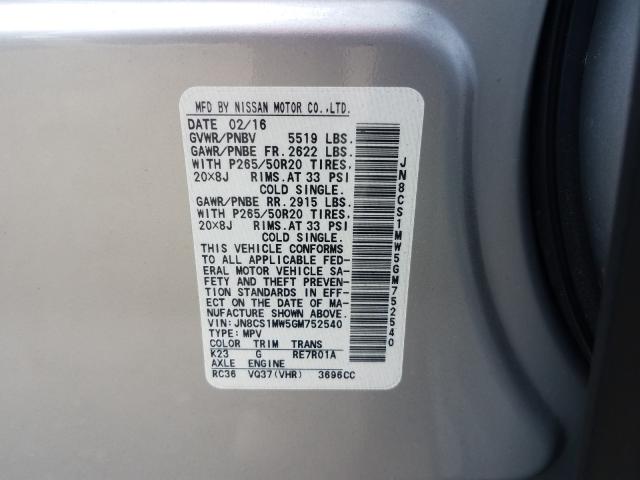 MFD BY NISSAN MOTOR CO.,LTD.
DATE 02/16
GVWR/PNBV 5519 LBS.
GAWR/PNBE FR. 2622 LBS.
WITH P265/50R20 TIRES,
20X8J RIMS. AT 33 PSI
COLD SINGLE.
GAWR/PNBE RR. 2915 LBS.
WITH P265/50R20 TIRES,
20X8J RIMS. AT 33 PSI
COLD SINGLE.
THIS VEHICLE CONFORMS
TO ALL APPLICABLE FED-
ERAL MOTOR VEHICLE SA-
FETY AND THEFT PREVEN-
TION STANDARDS IN EFF-
ECT ON THE DATE OF MA-
NUFACTURE SHOWN ABOVE.
VIN: JN8CS1MW5GM752540
TYPE: MPV
COLOR TRIM TRANS
K23 G RE7R01A
AXLE ENGINE
RC36 VQ37(VHR) 3696CC
JN8CS1MW5GM752540